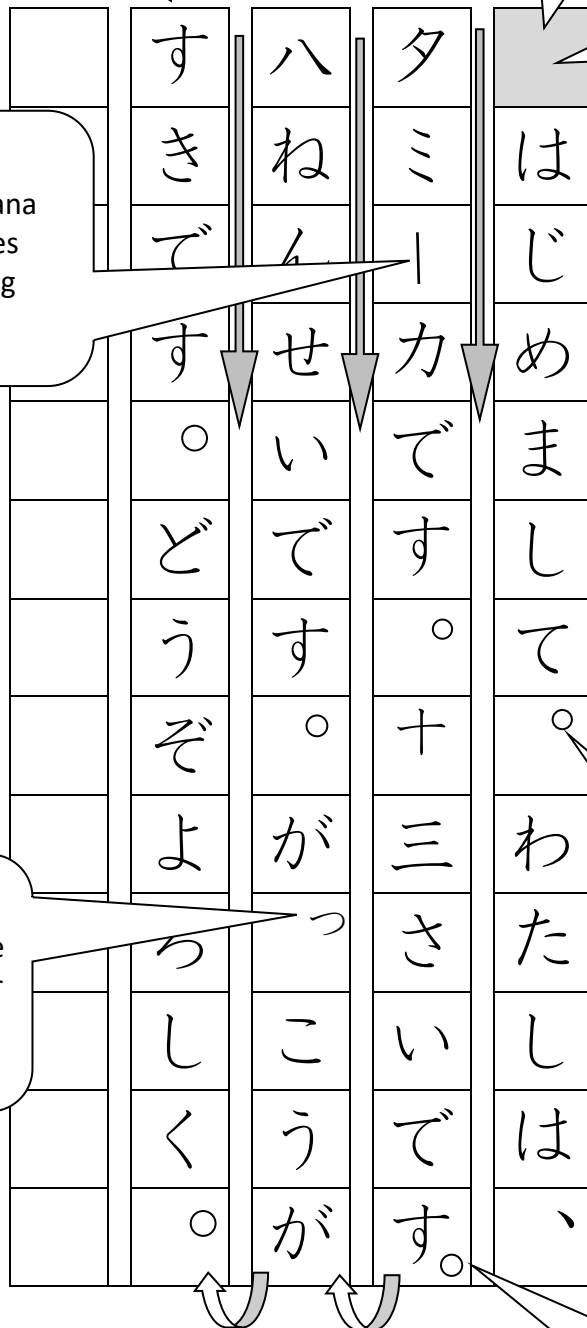 はじめまして。わたしは、
タミーカです。十三さいです。
八ねんせいです。がっこうが
すきです。どうぞよろしく。
ana
es
g
e